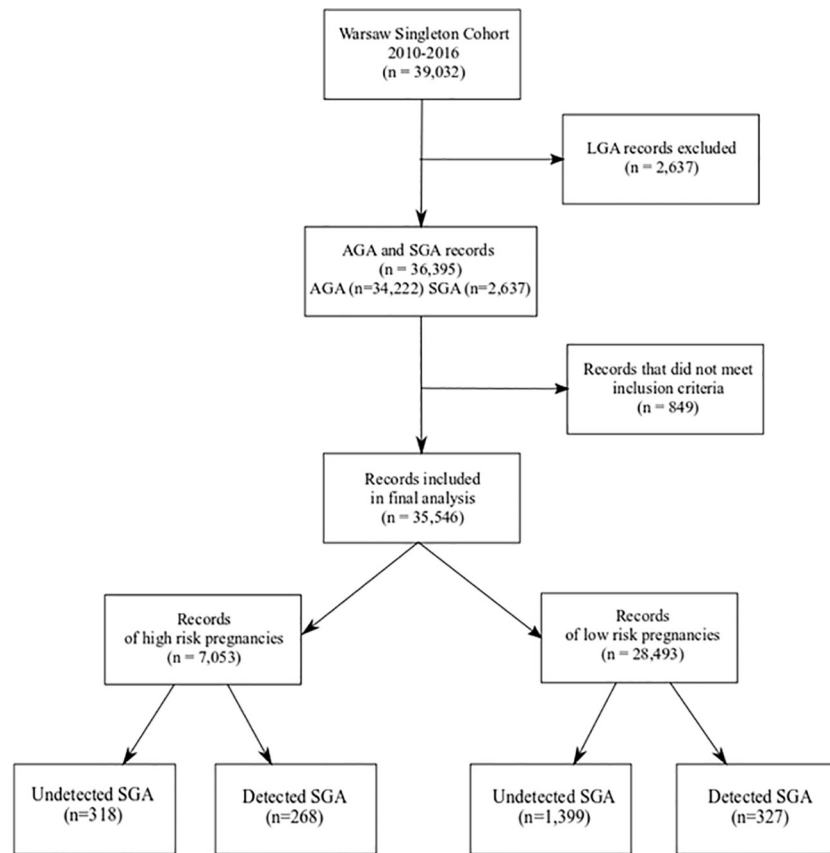 Warsaw Singleton Cohort
2010-2016
(n = 39,032)
LGA records excluded
(n = 2,637)
AGA and SGA records
(n = 36,395)
AGA (n=34,222) SGA (n=2,637)
Records that did not meet
inclusion criteria
(n = 849)
Records included
in final analysis
(n = 35,546)
Records
of high risk pregnancies
(n = 7,053)
Records
of low risk pregnancies
(n = 28,493)
Undetected SGA
(n=318)
Detected SGA
(n=268)
Undetected SGA
(n=1,399)
Detected SGA
(n=327)